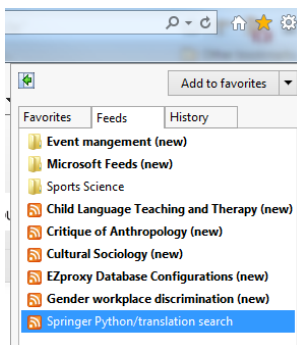 Add to favorites
Favorites Feeds History
Event mangement (new)
Microsoft Feeds (new)
Sports Science
Child Language Teaching and Therapy (new)
Critique of Anthropology (new)
Cultural Sociology (new)
EZproxy Database Configurations (new)
Gender workplace discrimination (new)
Springer Python/translation search